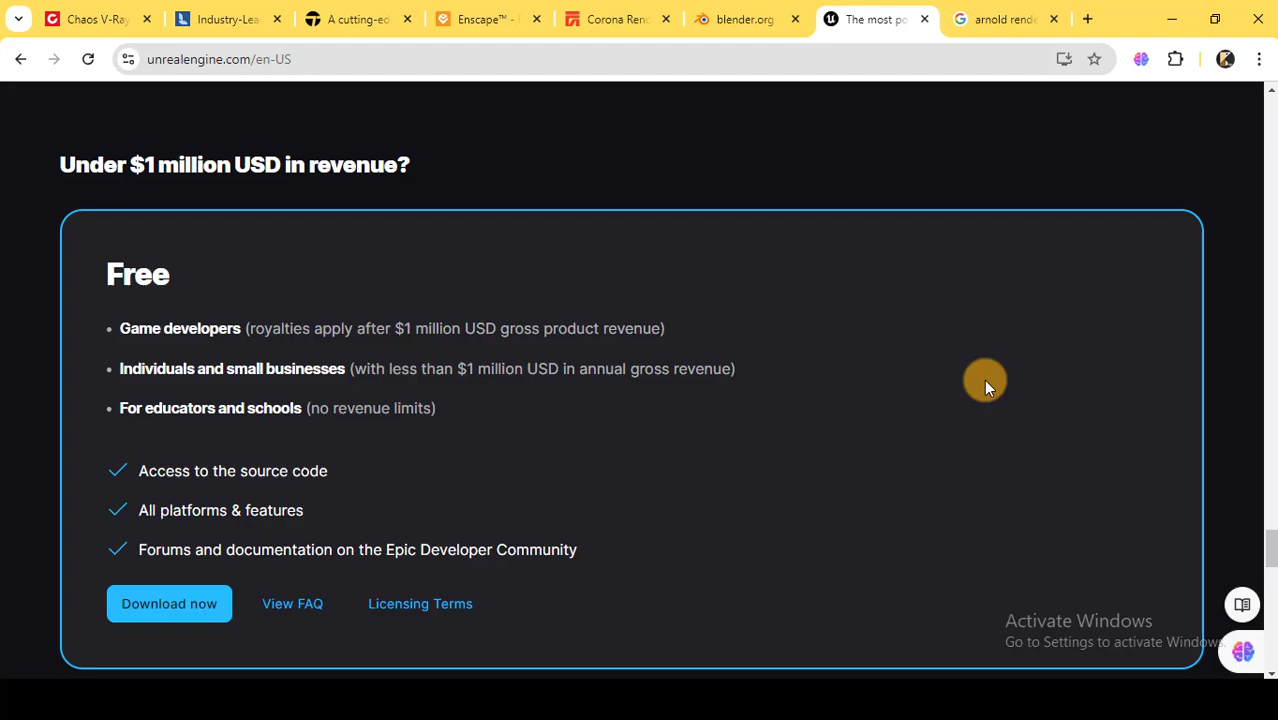 Chaos V-Ray
Industry-Lea
A cutting-ed
Enscape™ -
Corona Ren
blender.org
The most po
arnold rende
unrealengine.com/en-US
Under $1 million USD in revenue?
Free
• Game developers (royalties apply after $1 million USD gross product revenue)
• Individuals and small businesses (with less than $1 million USD in annual gross revenue)
• For educators and schools (no revenue limits)
Access to the source code
All platforms & features
Forums and documentation on the Epic Developer Community
Download now
View FAQ
Licensing Terms
Activate Windows
Go to Settings to activate Windows.